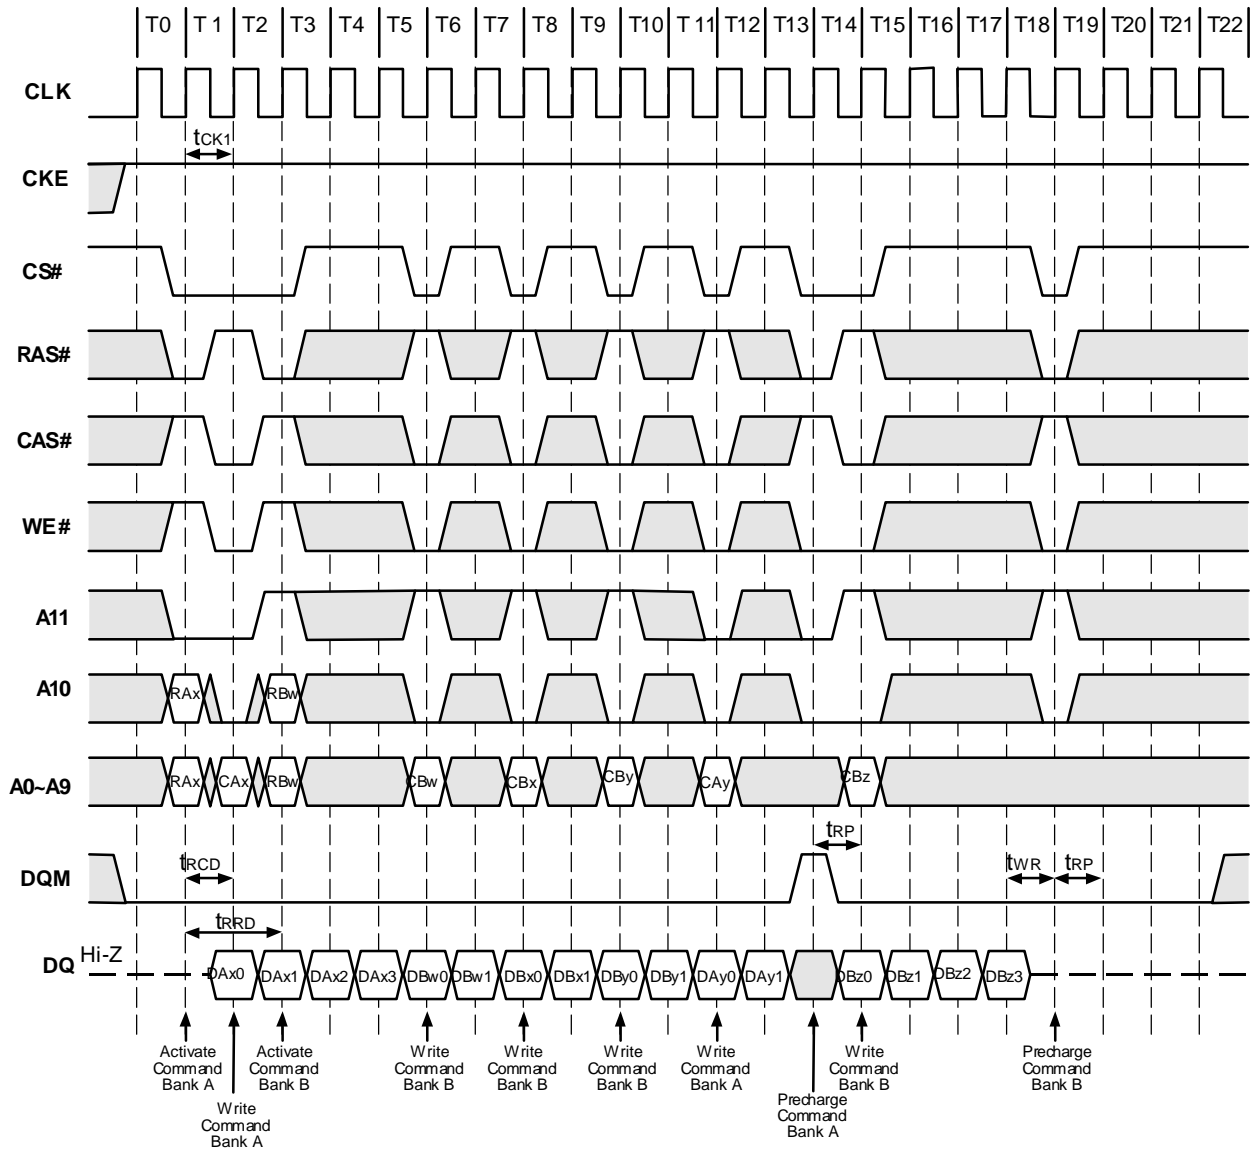 T0 T 1 T2 T3 T4 T5 T6 T7 T8 T9 T10 T 11 T12 T13 T14 T15 T16 T17 T18 T19 T20 T21 T22
CLK
tCK1
CKE
CS#
RAS#
CAS#
WE#
A11
A10
RAx RBw
A0~A9
RAx CAx RBw CBw CBx CBy CAy CBz
tRP
DQM
tRCD tWR tRP
tRRD
DQ Hi-Z
DAx0 DAx1 DAx2 DAx3 DBw0 DBw1 DBx0 DBx1 DBy0 DBy1 DAy0 DAy1 DBz0 DBz1 DBz2 DBz3
Activate
Command
Bank A
Write
Command
Bank A
Activate
Command
Bank B
Write
Command
Bank B
Write
Command
Bank B
Write
Command
Bank B
Write
Command
Bank A
Precharge
Command
Bank A
Write
Command
Bank B
Precharge
Command
Bank B